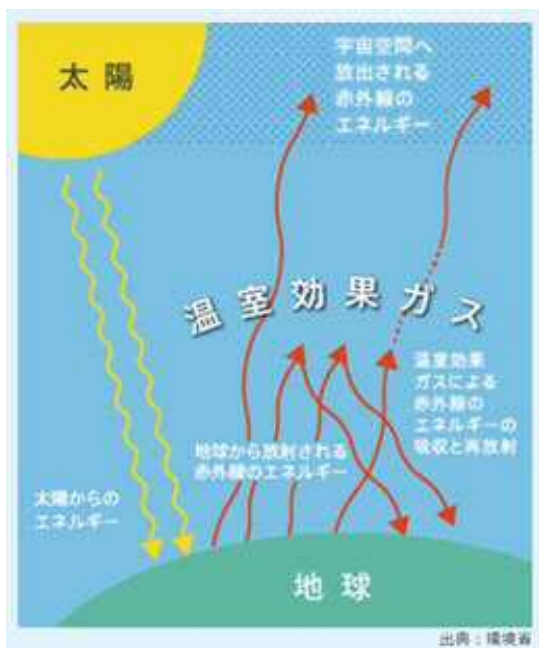 太陽
宇宙空間へ
放出される
赤外線の
エネルギー
温室効果ガス
温室効果
ガスによる
赤外線の
エネルギーの
吸収と再放射
地球から放射される
赤外線のエネルギー
太陽からの
エネルギー
地球
出典：環境省